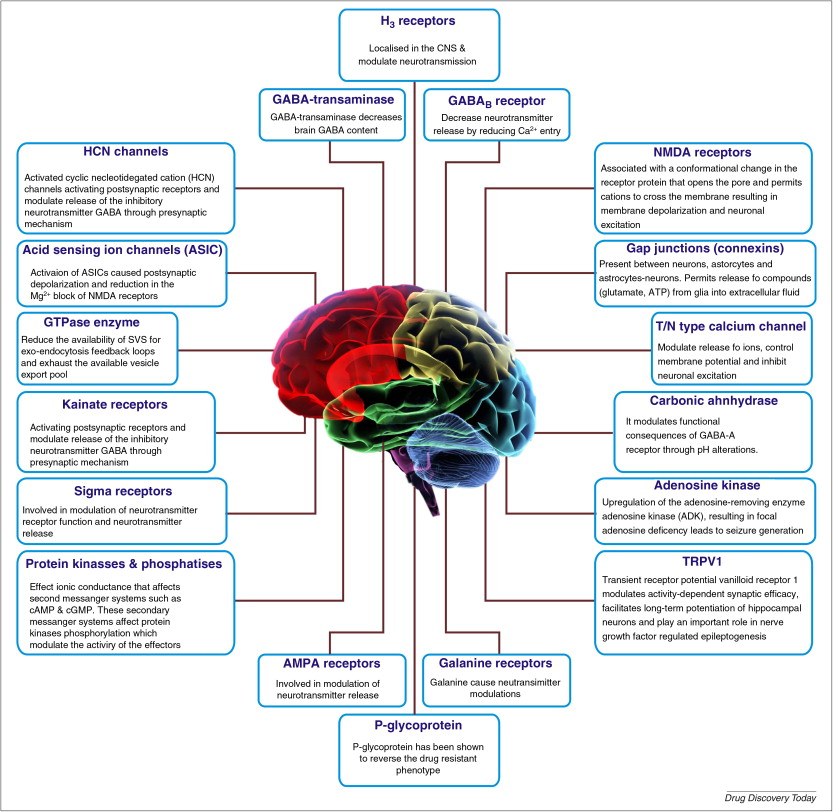 H3 receptors
Localised in the CNS &
modulate neurotransmission
GABA-transaminase
GABA-transaminase decreases
brain GABA content
GABAB receptor
Decrease neurotransmitter
release by reducing Ca2+ entry
HCN channels
Activated cyclic necleotidegated cation (HCN)
channels activating postsynaptic receptors and
modulate release of the inhibitory
neurotransmitter GABA through presynaptic
mechanism
NMDA receptors
Associated with a conformational change in the
receptor protein that opens the pore and permits
cations to cross the membrane resulting in
membrane depolarization and neuronal
excitation
Acid sensing ion channels (ASIC)
Activaion of ASICs caused postsynaptic
depolarization and reduction in the
Mg2+ block of NMDA receptors
Gap junctions (connexins)
Present between neurons, astorcytes and
astrocytes-neurons. Permits release fo compounds
(glutamate, ATP) from glia into extracellular fluid
GTPase enzyme
Reduce the availability of SVS for
exo-endocytosis feedback loops
and exhaust the available vesicle
export pool
T/N type calcium channel
Modulate release fo ions, control
membrane potential and inhibit
neuronal excitation
Kainate receptors
Activating postsynaptic receptors and
modulate release of the inhibitory
neurotransmitter GABA through
presynaptic mechanism
Carbonic ahnhydrase
It modulates functional
consequences of GABA-A
receptor through pH alterations.
Sigma receptors
Involved in modulation of neurotransmitter
receptor function and neurotransmitter
release
Adenosine kinase
Upregulation of the adenosine-removing enzyme
adenosine kinase (ADK), resulting in focal
adenosine deficency leads to seizure generation
Protein kinasses & phosphatises
Effect ionic conductance that affects
second messanger systems such as
cAMP & cGMP. These secondary
messanger systems affect protein
kinases phosphorylation which
modulate the activiry of the effectors
TRPV1
Transient receptor potential vanilloid receptor 1
modulates activity-dependent synaptic efficacy,
facilitates long-term potentiation of hippocampal
neurons and play an important role in nerve
growth factor regulated epileptogenesis
AMPA receptors
Involved in modulation of
neurotransmitter release
Galanine receptors
Galanine cause neutransimitter
modulations
P-glycoprotein
P-glycoprotein has been shown
to reverse the drug resistant
phenotype
Drug Discovery Today